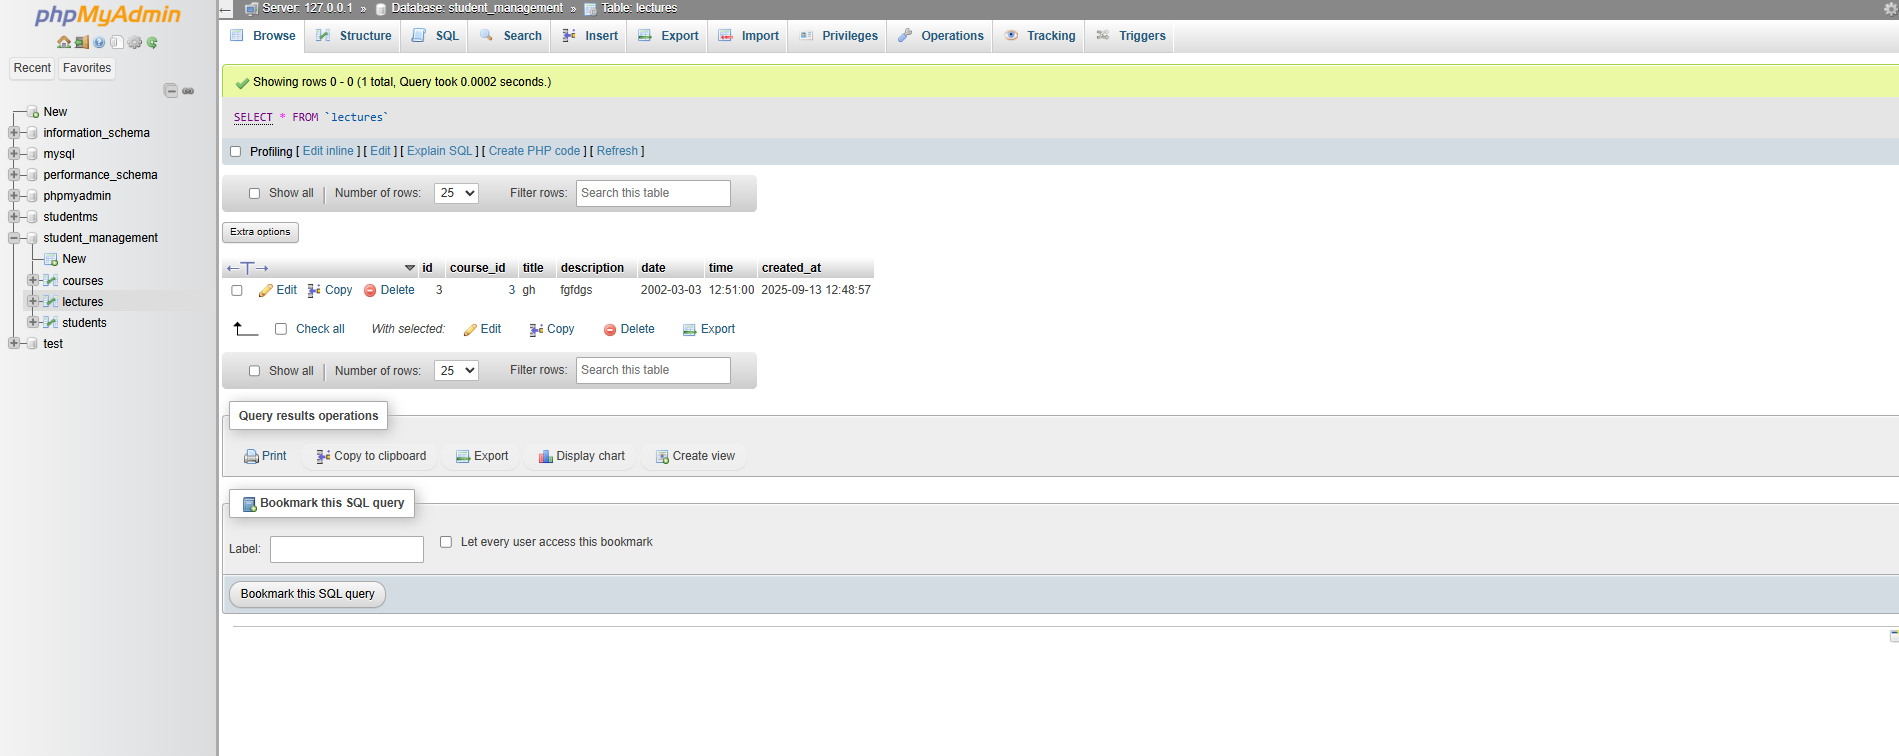 phpMyAdmin
Recent Favorites
New
information_schema
mysql
performance_schema
phpmyadmin
studentms
student_management
New
courses
lectures
students
test
Server: 127.0.0.1 » Database: student_management » Table: lectures
Browse Structure SQL Search Insert Export Import Privileges Operations Tracking Triggers
Showing rows 0 - 0 (1 total, Query took 0.0002 seconds.)
SELECT * FROM `lectures`
Profiling [ Edit inline ] [ Edit ] [ Explain SQL ] [ Create PHP code ] [ Refresh ]
Show all | Number of rows: 25 Filter rows: Search this table
Extra options
id course_id title description date time created_at
Edit Copy Delete 3 3 gh fgfdgs 2002-03-03 12:51:00 2025-09-13 12:48:57
Check all With selected: Edit Copy Delete Export
Show all | Number of rows: 25 Filter rows: Search this table
Query results operations
Print Copy to clipboard Export Display chart Create view
Bookmark this SQL query
Label: Let every user access this bookmark
Bookmark this SQL query